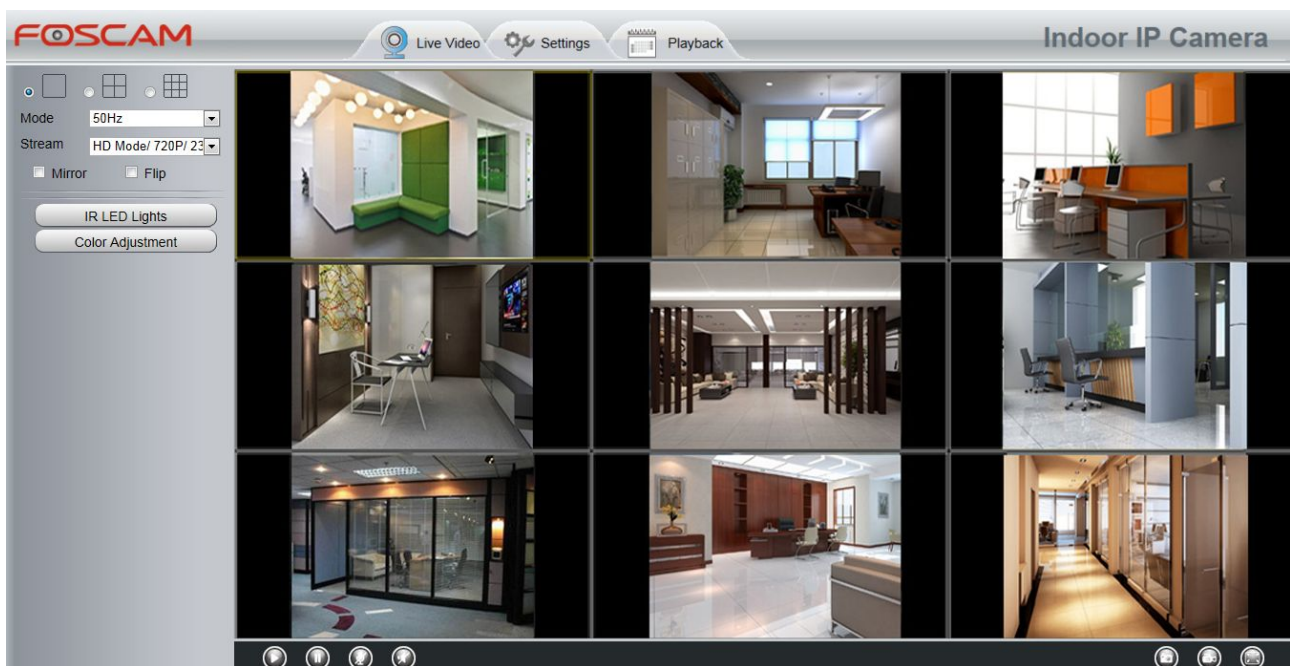 FOSCAM
Live Video
Settings
Playback
Indoor IP Camera
Mode
50Hz
Stream
HD Mode/ 720P/ 23
Mirror
Flip
IR LED Lights
Color Adjustment